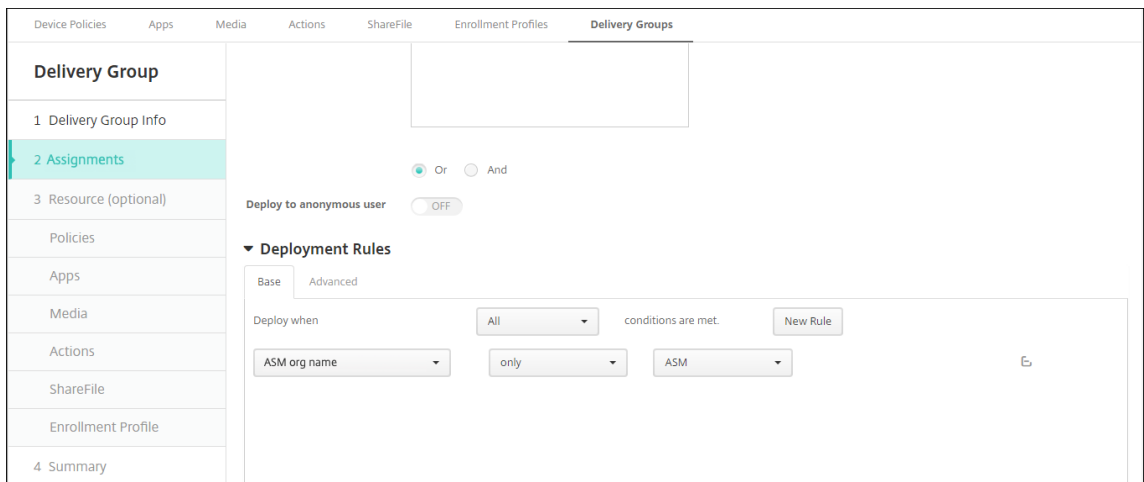 Device Policies Apps Media Actions ShareFile Enrollment Profiles Delivery Groups
Delivery Group
1 Delivery Group Info
2 Assignments
3 Resource (optional)
Policies
Apps
Media
Actions
ShareFile
Enrollment Profile
4 Summary
Or And
Deploy to anonymous user OFF
Deployment Rules
Base Advanced
Deploy when All conditions are met. New Rule
ASM org name only ASM